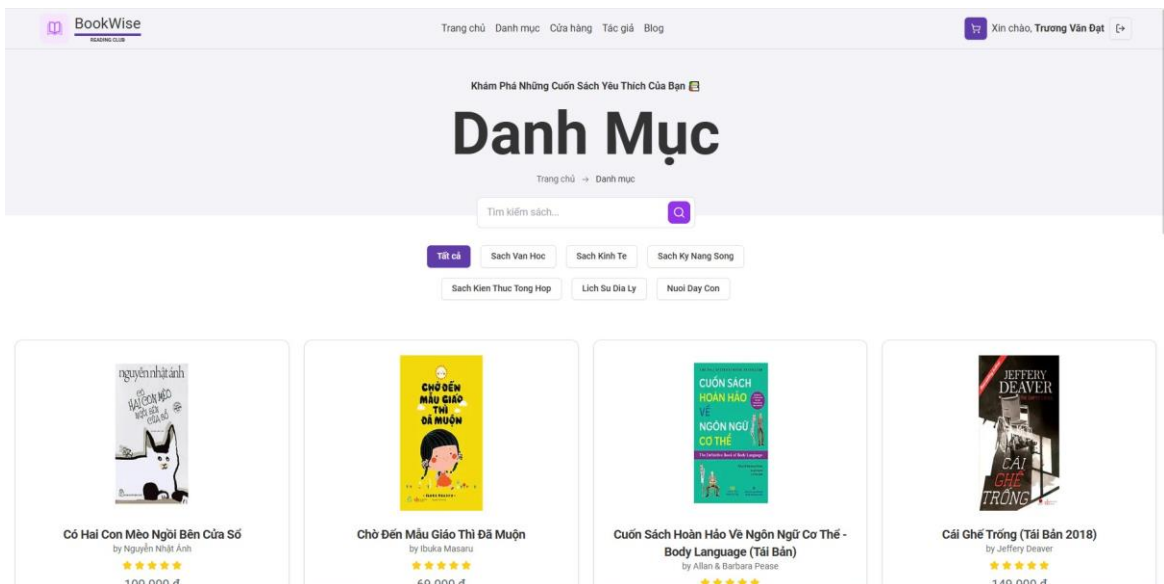 BookWise
READING CLUB
Trang chủ Danh mục Cửa hàng Tác giả Blog
Xin chào, Trương Văn Đạt
Khám Phá Những Cuốn Sách Yêu Thích Của Bạn
Danh Mục
Trang chủ → Danh mục
Tìm kiếm sách...
Tất cả Sach Van Hoc Sach Kinh Te Sach Ky Nang Song
Sach Kien Thuc Tong Hop Lich Su Dia Ly Nuoi Day Con
nguyễn nhật ánh
CÓ
HAI CON MÈO
NGỒI BÊN
CỬA SỔ
CHỜ ĐẾN
MẪU GIÁO
THÌ
ĐÃ MUỘN
CUỐN SÁCH
HOÀN HẢO
VỀ
NGÔN NGỮ
CƠ THỂ
The Definitive Book of Body Language
JEFFERY
DEAVER
CÁI
GHẾ
TRỐNG
Có Hai Con Mèo Ngồi Bên Cửa Sổ
by Nguyễn Nhật Ánh
109.000 đ
Chờ Đến Mẫu Giáo Thì Đã Muộn
by Ibuka Masaru
69.000 đ
Cuốn Sách Hoàn Hảo Về Ngôn Ngữ Cơ Thể -
Body Language (Tái Bản)
by Allan & Barbara Pease
Cái Ghế Trống (Tái Bản 2018)
by Jeffery Deaver
149.000 đ